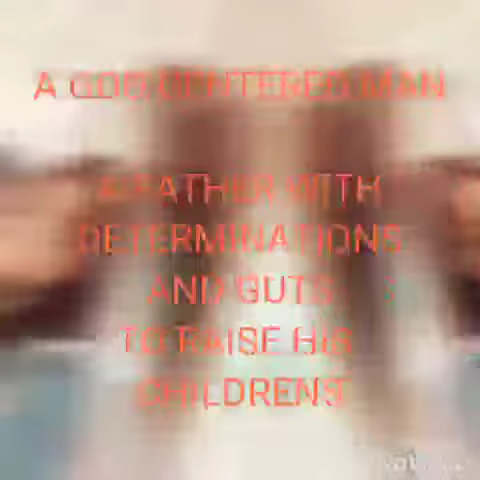 A GOD CENTERED MAN
A FATHER WITH
DETERMINATIONS
AND GUTS
TO RAISE HIS
CHILDRENS